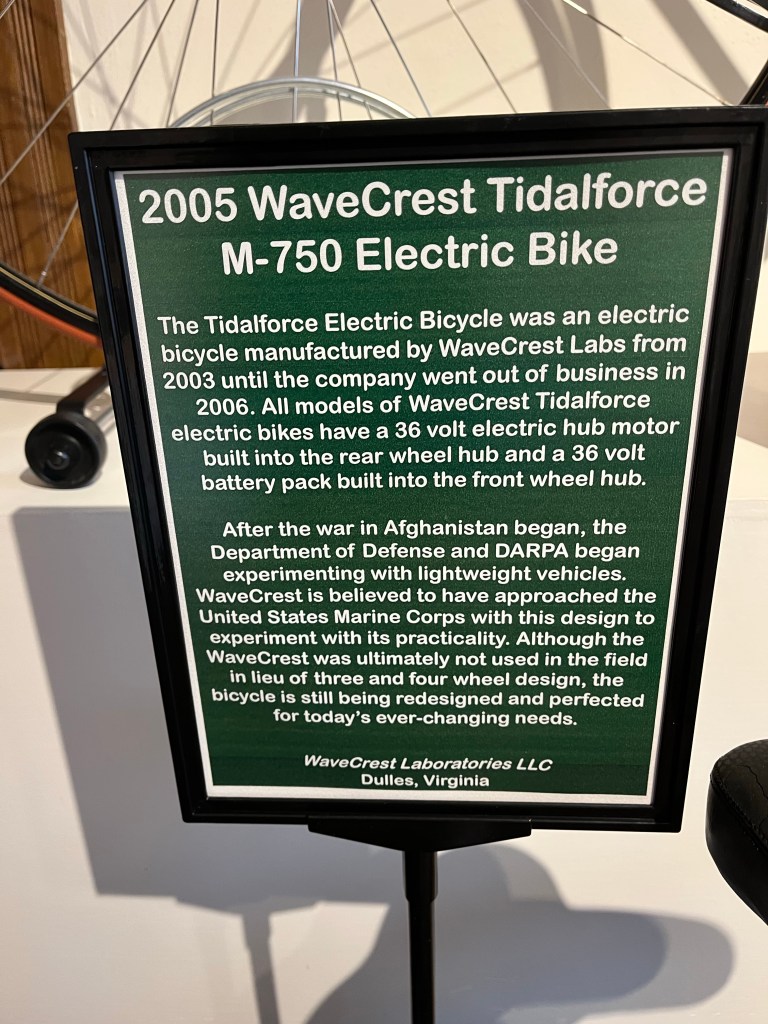 2005 WaveCrest Tidalforce
M-750 Electric Bike
The Tidalforce Electric Bicycle was an electric
bicycle manufactured by WaveCrest Labs from
2003 until the company went out of business in
2006. All models of WaveCrest Tidalforce
electric bikes have a 36 volt electric hub motor
built into the rear wheel hub and a 36 volt
battery pack built into the front wheel hub.
After the war in Afghanistan began, the
Department of Defense and DARPA began
experimenting with lightweight vehicles.
WaveCrest is believed to have approached the
United States Marine Corps with this design to
experiment with its practicality. Although the
WaveCrest was ultimately not used in the field
in lieu of three and four wheel design, the
bicycle is still being redesigned and perfected
for today's ever-changing needs.
WaveCrest Laboratories LLC
Dulles, Virginia